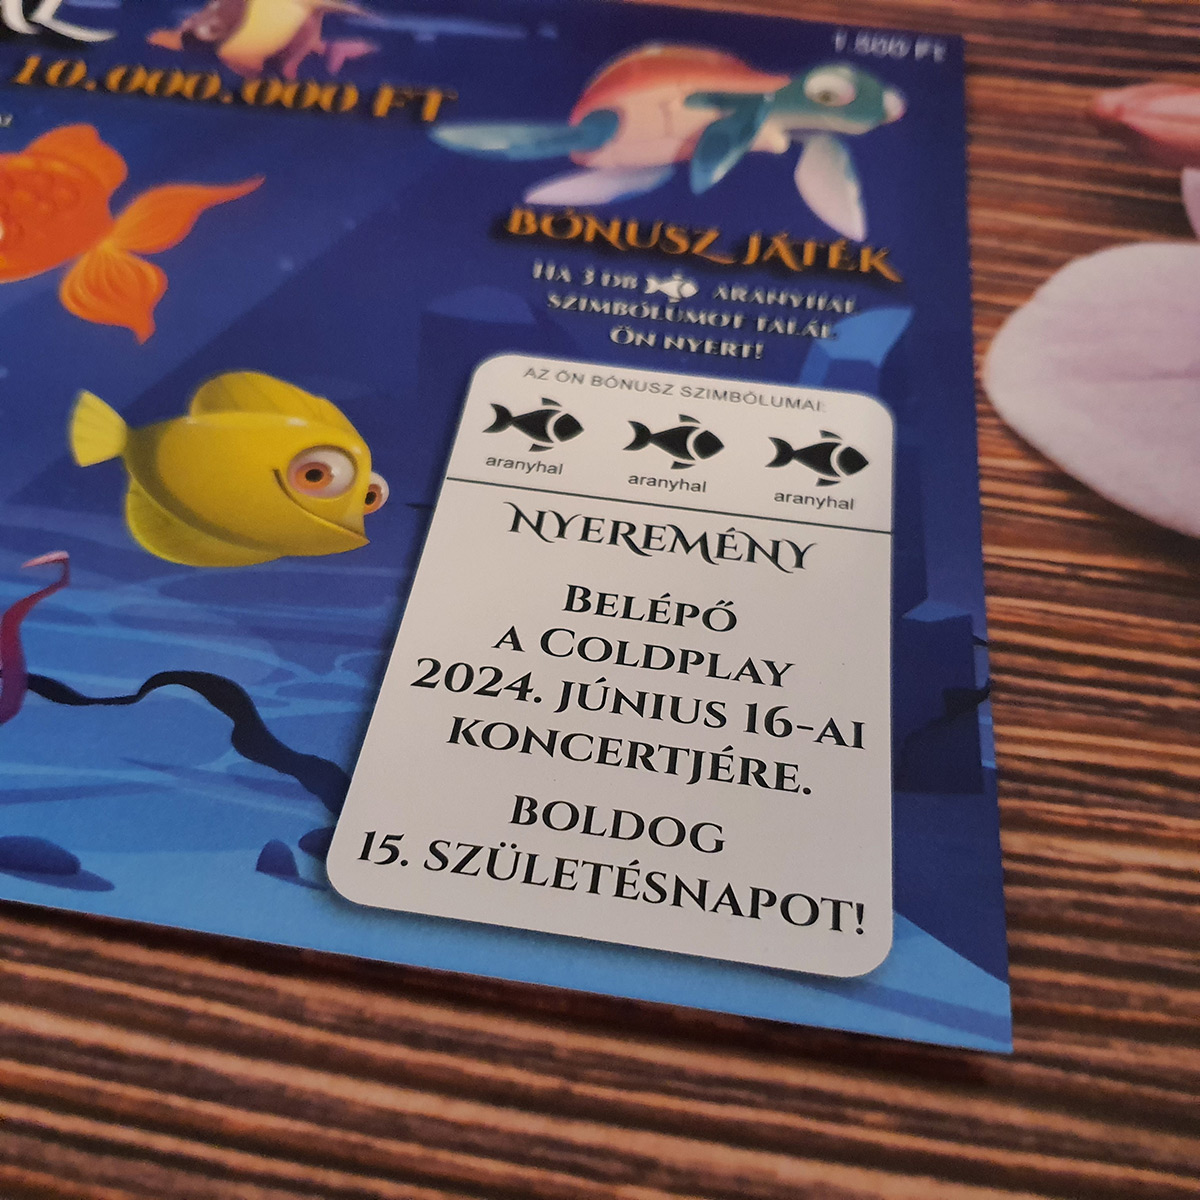 10.000.000 FT
1.500 Ft
BÓNUSZ JÁTÉK
HA 3 DB ARANYHAL
SZIMBÓLUMOT TALÁL
ÖN NYERT!
AZ ÖN BÓNUSZ SZIMBÓLUMAI:
aranyhal aranyhal aranyhal
NYEREMÉNY
BELÉPŐ
A COLDPLAY
2024. JÚNIUS 16-AI
KONCERTJÉRE.
BOLDOG
15. SZÜLETÉSNAPOT!